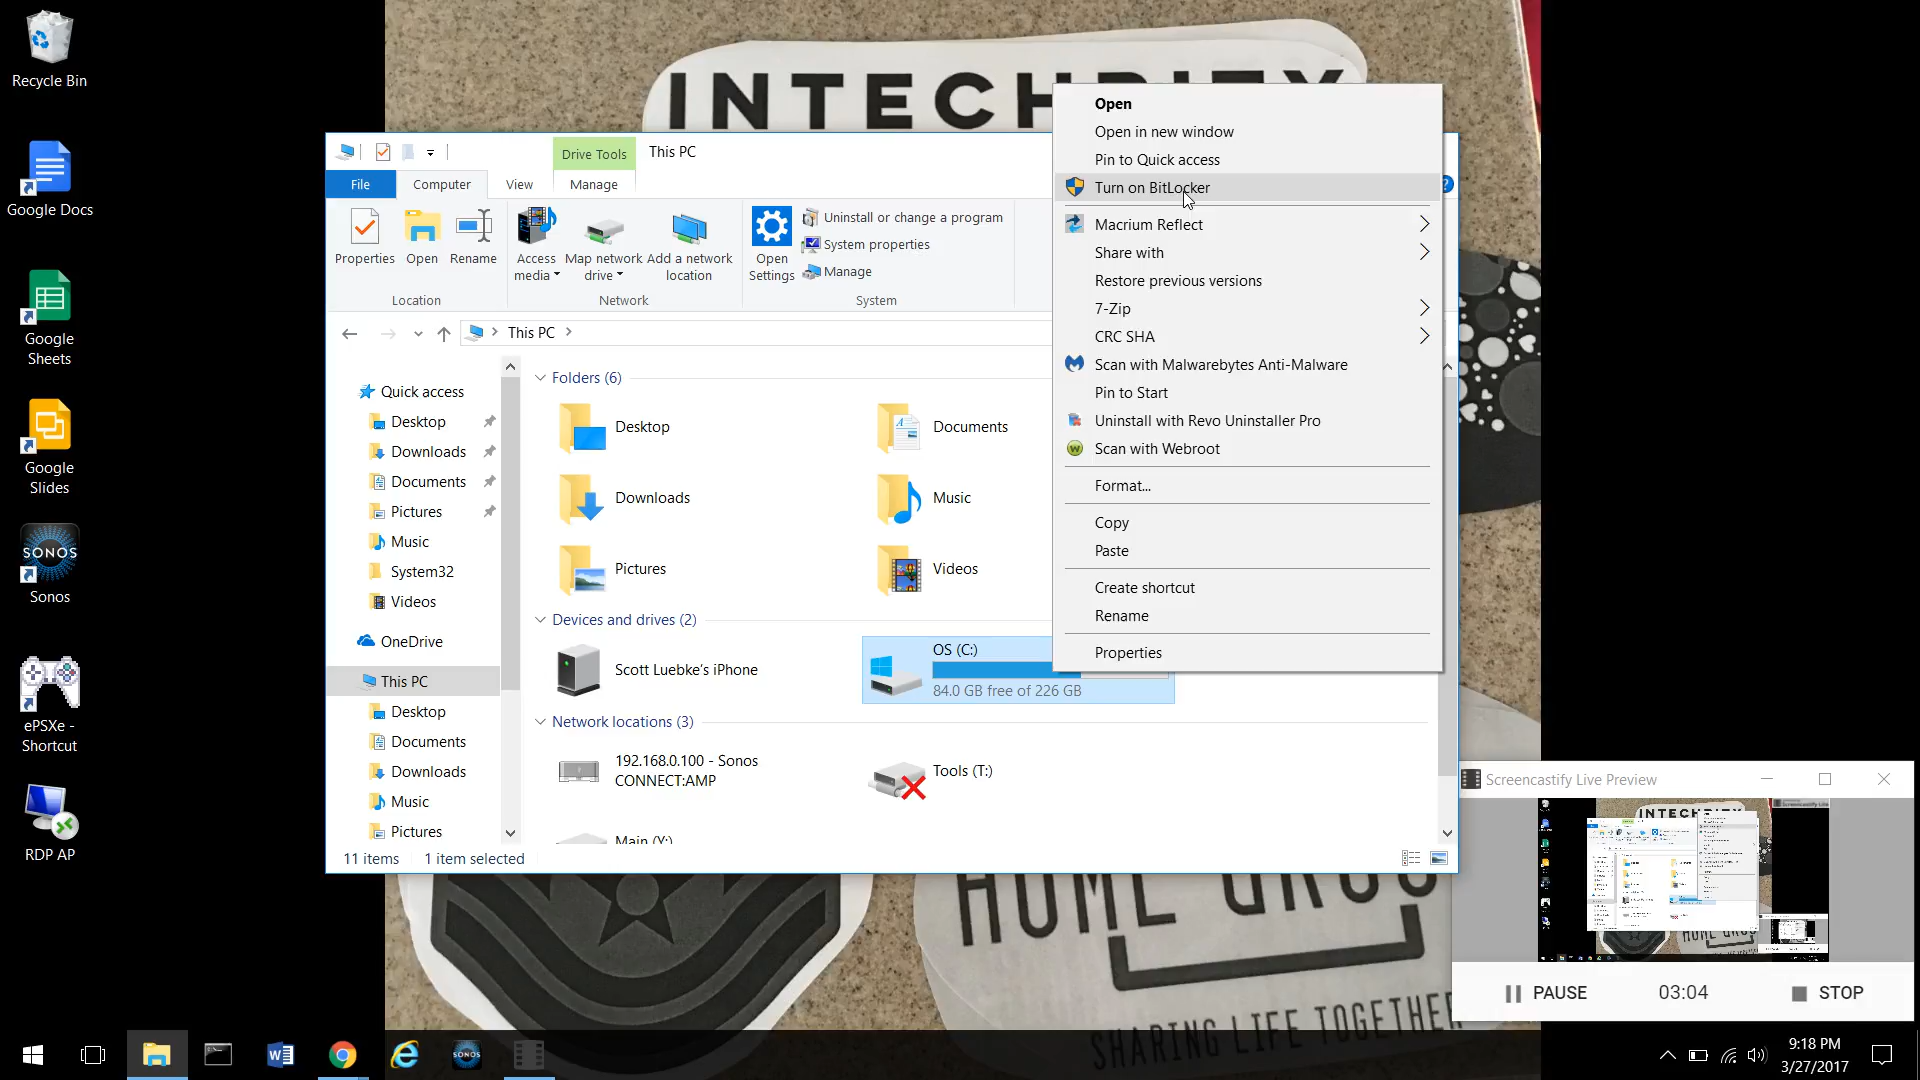 Recycle Bin
Google Docs
Google
Sheets
Google
Slides
SONOS
Sonos
ePSXe -
Shortcut
RDP AP
Drive Tools
This PC
File
Computer
View
Manage
Properties
Open
Rename
Location
Access
media
Map network
drive
Add a network
location
Network
Open
Settings
Uninstall or change a program
System properties
Manage
System
This PC
Quick access
Desktop
Downloads
Documents
Pictures
Music
System32
Videos
OneDrive
This PC
Desktop
Documents
Downloads
Music
Pictures
Folders (6)
Desktop
Documents
Downloads
Music
Pictures
Videos
Devices and drives (2)
Scott Luebke's iPhone
OS (C:)
84.0 GB free of 226 GB
Network locations (3)
192.168.0.100 - Sonos
CONNECT:AMP
Tools (T:)
Main (Y:)
11 items
1 item selected
Open
Open in new window
Pin to Quick access
Turn on BitLocker
Macrium Reflect
Share with
Restore previous versions
7-Zip
CRC SHA
Scan with Malwarebytes Anti-Malware
Pin to Start
Uninstall with Revo Uninstaller Pro
Scan with Webroot
Format...
Copy
Paste
Create shortcut
Rename
Properties
Screencastify Live Preview
PAUSE
03:04
STOP
SHARING LIFE TOGETHER
SONOS
9:18 PM
3/27/2017